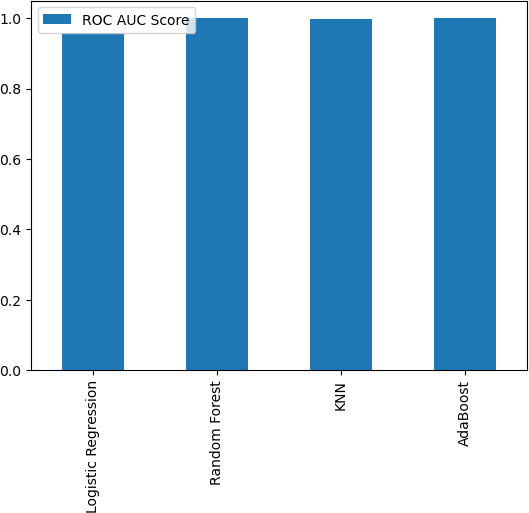 ROC AUC Score
1.0
0.8
0.6
0.4
0.2
0.0
Logistic Regression
Random Forest
KNN
AdaBoost